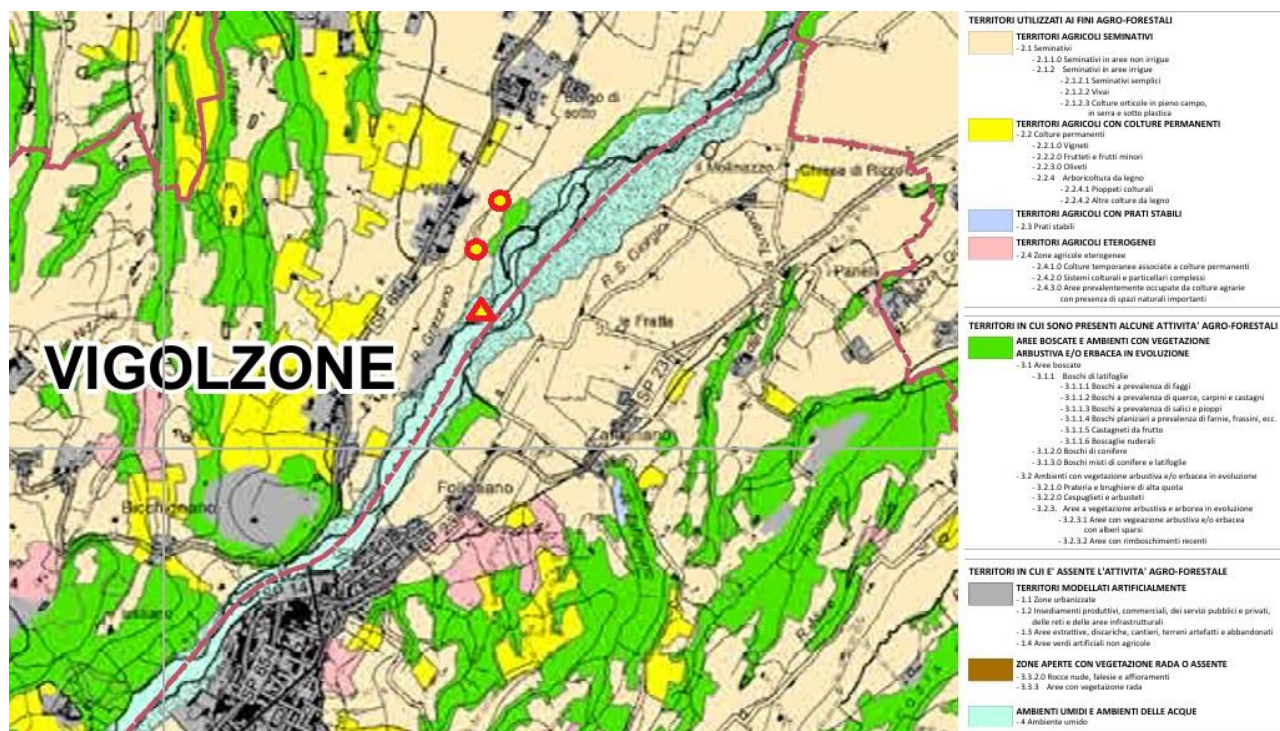 Borgo di
sotto
Il Molinazzo
Chiesa di Rizzolo
R. S. Giorgio
le Fratte
VIGOLZONE
SP 23
Folignano
Bicchignano
TERRITORI UTILIZZATI AI FINI AGRO-FORESTALI
TERRITORI AGRICOLI SEMINATIVI
- 2.1 Seminativi
- 2.1.1.0 Seminativi in aree non irrigue
- 2.1.2 Seminativi in aree irrigue
- 2.1.2.1 Seminativi semplici
- 2.1.2.2 Vivai
- 2.1.2.3 Colture orticole in pieno campo,
in serra e sotto plastica
TERRITORI AGRICOLI CON COLTURE PERMANENTI
- 2.2 Colture permanenti
- 2.2.1.0 Vigneti
- 2.2.2.0 Frutteti e frutti minori
- 2.2.3.0 Oliveti
- 2.2.4 Arboricoltura da legno
- 2.2.4.1 Pioppeti colturali
- 2.2.4.2 Altre colture da legno
TERRITORI AGRICOLI CON PRATI STABILI
- 2.3 Prati stabili
TERRITORI AGRICOLI ETEROGENEI
- 2.4 Zone agricole eterogenee
- 2.4.1.0 Colture temporanee associate a colture permanenti
- 2.4.2.0 Sistemi colturali e particellari complessi
- 2.4.3.0 Aree prevalentemente occupate da colture agrarie
con presenza di spazi naturali importanti
TERRITORI IN CUI SONO PRESENTI ALCUNE ATTIVITA' AGRO-FORESTALI
AREE BOSCATE E AMBIENTI CON VEGETAZIONE
ARBUSTIVA E/O ERBACEA IN EVOLUZIONE
- 3.1 Aree boscate
- 3.1.1 Boschi di latifoglie
- 3.1.1.1 Boschi a prevalenza di faggi
- 3.1.1.2 Boschi a prevalenza di querce, carpini e castagni
- 3.1.1.3 Boschi a prevalenza di salici e pioppi
- 3.1.1.4 Boschi planiziari a prevalenza di farnie, frassini, ecc.
- 3.1.1.5 Castagneti da frutto
- 3.1.1.6 Boscaglie ruderali
- 3.1.2.0 Boschi di conifere
- 3.1.3.0 Boschi misti di conifere e latifoglie
- 3.2 Ambienti con vegetazione arbustiva e/o erbacea in evoluzione
- 3.2.1.0 Prateria e brughiere di alta quota
- 3.2.2.0 Cespuglieti e arbusteti
- 3.2.3. Aree a vegetazione arbustiva e arborea in evoluzione
- 3.2.3.1 Aree con vegeazione arbustiva e/o erbacea
con alberi sparsi
- 3.2.3.2 Aree con rimboschimenti recenti
TERRITORI IN CUI E' ASSENTE L'ATTIVITA' AGRO-FORESTALE
TERRITORI MODELLATI ARTIFICIALMENTE
- 1.1 Zone urbanizzate
- 1.2 Insediamenti produttivi, commerciali, dei servizi pubblici e privati,
delle reti e delle aree infrastrutturali
- 1.3 Aree estrattive, discariche, cantieri, terreni artefatti e abbandonati
- 1.4 Aree verdi artificiali non agricole
ZONE APERTE CON VEGETAZIONE RADA O ASSENTE
- 3.3.2.0 Rocce nude, falesie e affioramenti
- 3.3.3 Aree con vegetaizone rada
AMBIENTI UMIDI E AMBIENTI DELLE ACQUE
- 4 Ambiente umido